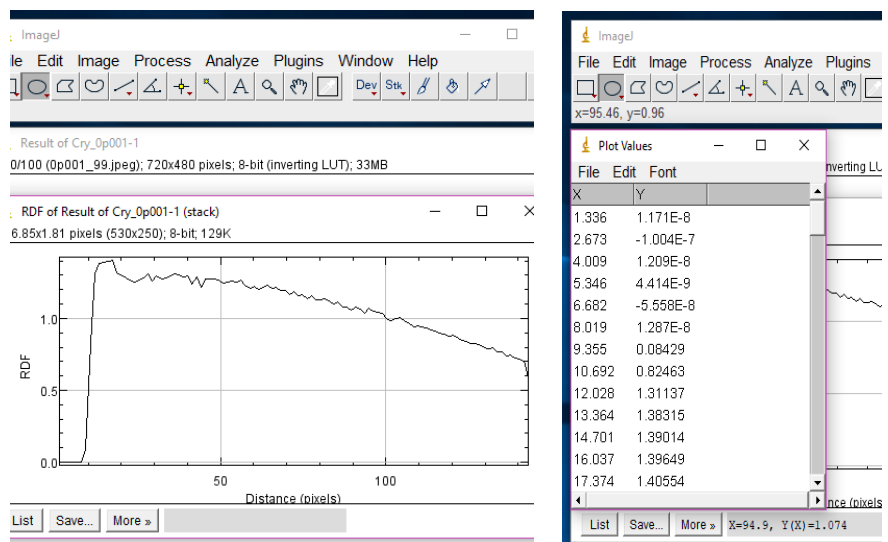 ImageJ
le Edit Image Process Analyze Plugins Window Help
A Dev Stk
Result of Cry_0p001-1
0/100 (0p001_99.jpeg); 720x480 pixels; 8-bit (inverting LUT); 33MB
RDF of Result of Cry_0p001-1 (stack)
6.85x1.81 pixels (530x250); 8-bit; 129K
1.0
0.5
0.0
RDF
50 100
Distance (pixels)
List Save... More »
ImageJ
File Edit Image Process Analyze Plugins
A
x=95.46, y=0.96
Plot Values
nverting LU
File Edit Font
X Y
1.336 1.171E-8
2.673 -1.004E-7
4.009 1.209E-8
5.346 4.414E-9
6.682 -5.558E-8
8.019 1.287E-8
9.355 0.08429
10.692 0.82463
12.028 1.31137
13.364 1.38315
14.701 1.39014
16.037 1.39649
17.374 1.40554
nce (pixels
List Save... More » X=94.9, Y(X)=1.074